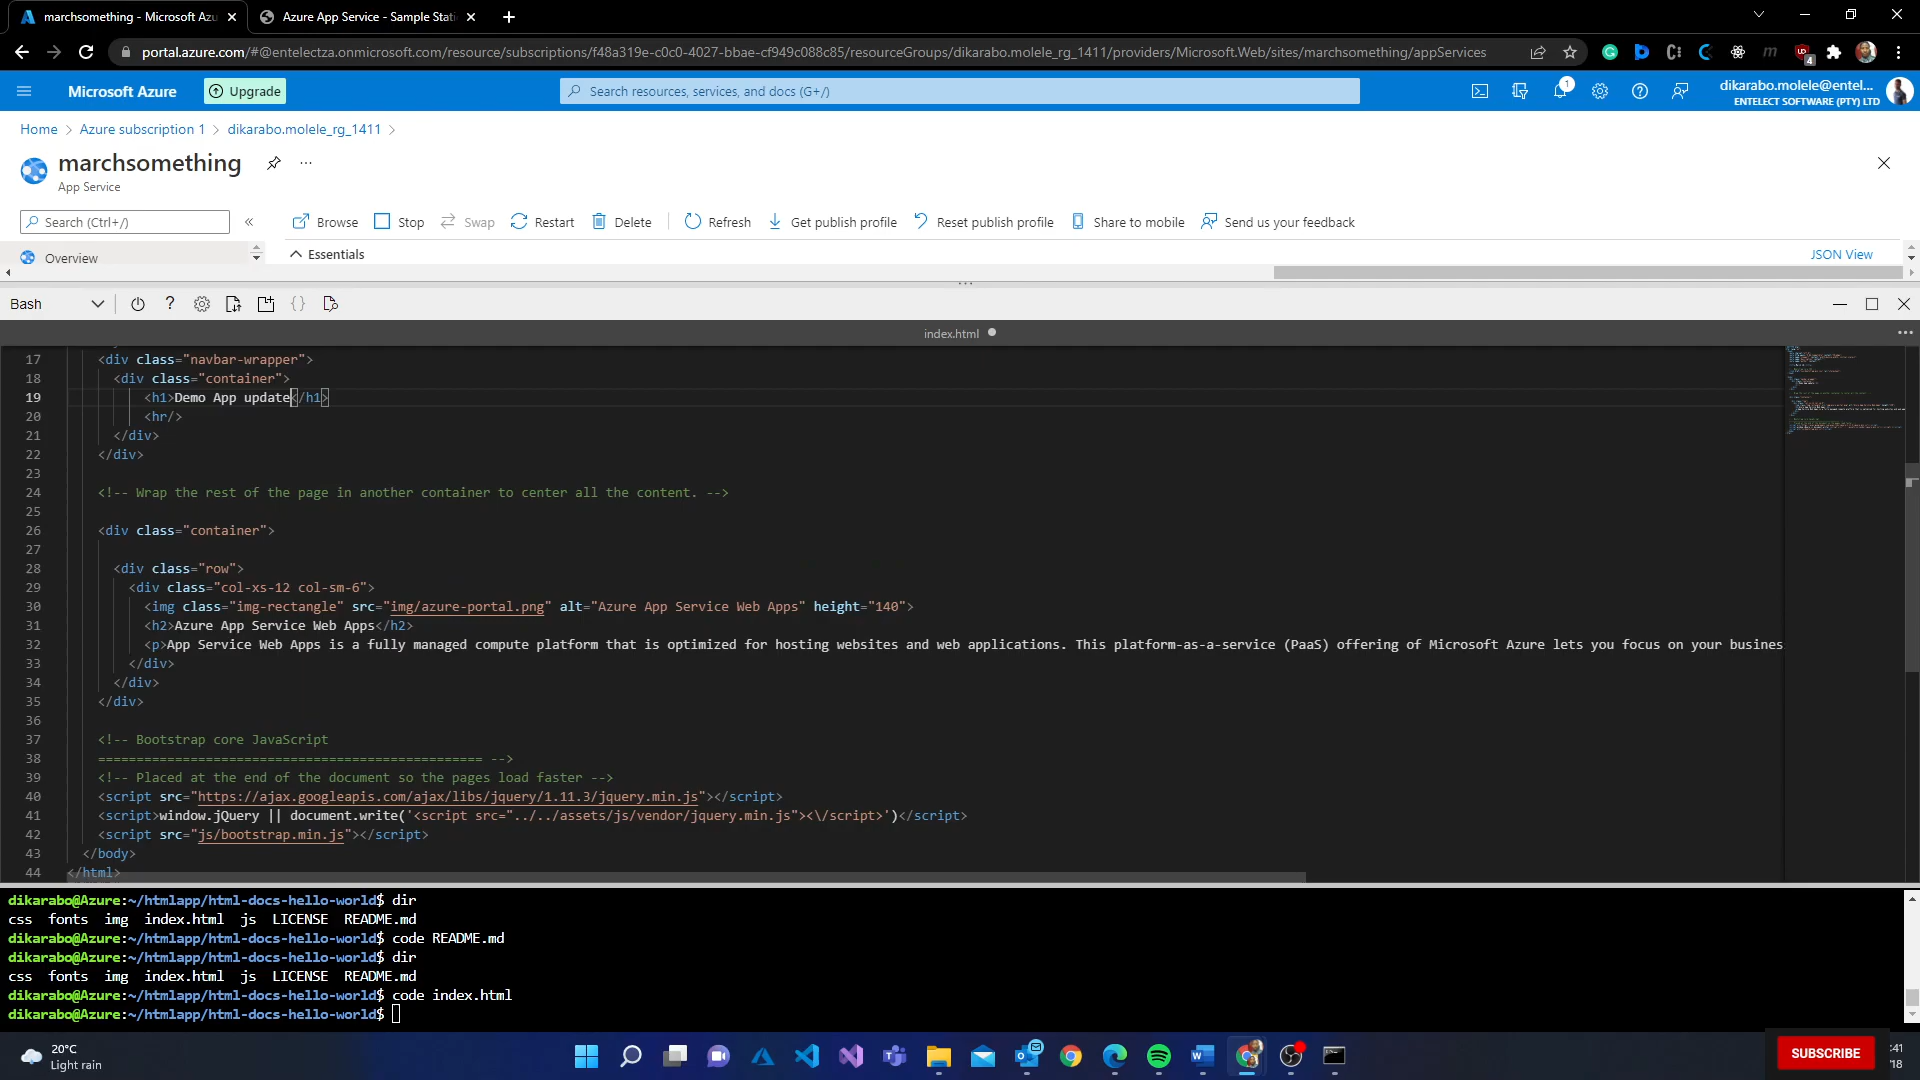 marchsomething - Microsoft Azu
Azure App Service - Sample Stati
portal.azure.com/#@entelectza.onmicrosoft.com/resource/subscriptions/f48a319e-c0c0-4027-bbae-cf949c088c85/resourceGroups/dikarabo.molele_rg_1411/providers/Microsoft.Web/sites/marchsomething/appServices
4
Microsoft Azure
Upgrade
Search resources, services, and docs (G+/)
1
dikarabo.molele@entel...
ENTELECT SOFTWARE (PTY) LTD
Home > Azure subscription 1 > dikarabo.molele_rg_1411 >
marchsomething
App Service
Search (Ctrl+/)
Browse Stop Swap Restart Delete Refresh Get publish profile Reset publish profile Share to mobile Send us your feedback
Overview
Essentials
JSON View
Bash
index.html
17 <div class="navbar-wrapper">
18 <div class="container">
19 <h1>Demo App update</h1>
20 <hr/>
21 </div>
22 </div>
23
24 <!-- Wrap the rest of the page in another container to center all the content. -->
25
26 <div class="container">
27
28 <div class="row">
29 <div class="col-xs-12 col-sm-6">
30 <img class="img-rectangle" src="img/azure-portal.png" alt="Azure App Service Web Apps" height="140">
31 <h2>Azure App Service Web Apps</h2>
32 <p>App Service Web Apps is a fully managed compute platform that is optimized for hosting websites and web applications. This platform-as-a-service (PaaS) offering of Microsoft Azure lets you focus on your busines
33 </div>
34 </div>
35 </div>
36
37 <!-- Bootstrap core JavaScript
38 ================================================== -->
39 <!-- Placed at the end of the document so the pages load faster -->
40 <script src="https://ajax.googleapis.com/ajax/libs/jquery/1.11.3/jquery.min.js"></script>
41 <script>window.jQuery || document.write('<script src="../../assets/js/vendor/jquery.min.js"><\/script>')</script>
42 <script src="js/bootstrap.min.js"></script>
43 </body>
44 </html>
dikarabo@Azure:~/htmlapp/html-docs-hello-world$ dir
css fonts img index.html js LICENSE README.md
dikarabo@Azure:~/htmlapp/html-docs-hello-world$ code README.md
dikarabo@Azure:~/htmlapp/html-docs-hello-world$ dir
css fonts img index.html js LICENSE README.md
dikarabo@Azure:~/htmlapp/html-docs-hello-world$ code index.html
dikarabo@Azure:~/htmlapp/html-docs-hello-world$
20°C
Light rain
SUBSCRIBE
:41
'18